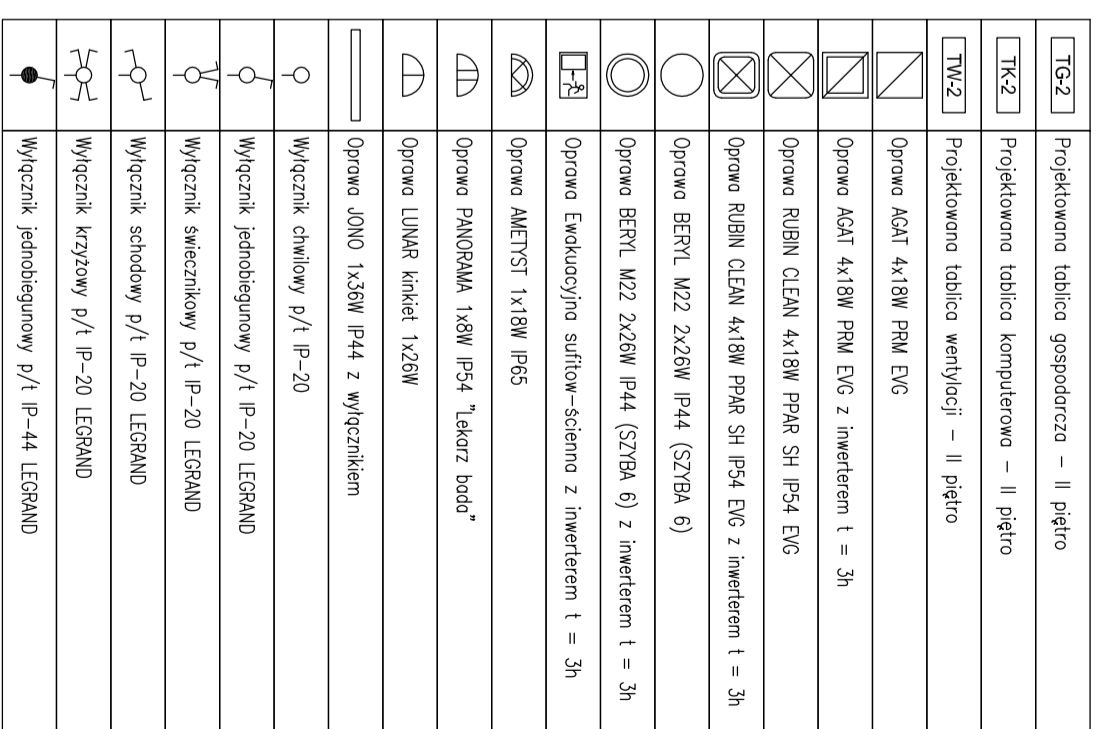 TG-2 Projektowana tablica gospodarcza – II piętro
TK-2 Projektowana tablica komputerowa – II piętro
TW-2 Projektowana tablica wentylacji – II piętro
Oprawa AGAT 4x18W PRM EVG
Oprawa AGAT 4x18W PRM EVG z inwerterem t = 3h
Oprawa RUBIN CLEAN 4x18W PPAR SH IP54 EVG
Oprawa RUBIN CLEAN 4x18W PPAR SH IP54 EVG z inwerterem t = 3h
Oprawa BERYL M22 2x26W IP44 (SZYBA 6)
Oprawa BERYL M22 2x26W IP44 (SZYBA 6) z inwerterem t = 3h
Oprawa Ewakuacyjna sufitow–ścienna z inwerterem t = 3h
Oprawa AMETYST 1x18W IP65
Oprawa PANORAMA 1x8W IP54 "Lekarz bada"
Oprawa LUNAR kinkiet 1x26W
Oprawa JONO 1x36W IP44 z wyłącznikiem
Wyłącznik chwilowy p/t IP–20
Wyłącznik jednobiegunowy p/t IP–20 LEGRAND
Wyłącznik świecznikowy p/t IP–20 LEGRAND
Wyłącznik schodowy p/t IP–20 LEGRAND
Wyłącznik krzyżowy p/t IP–20 LEGRAND
Wyłącznik jednobiegunowy p/t IP–44 LEGRAND